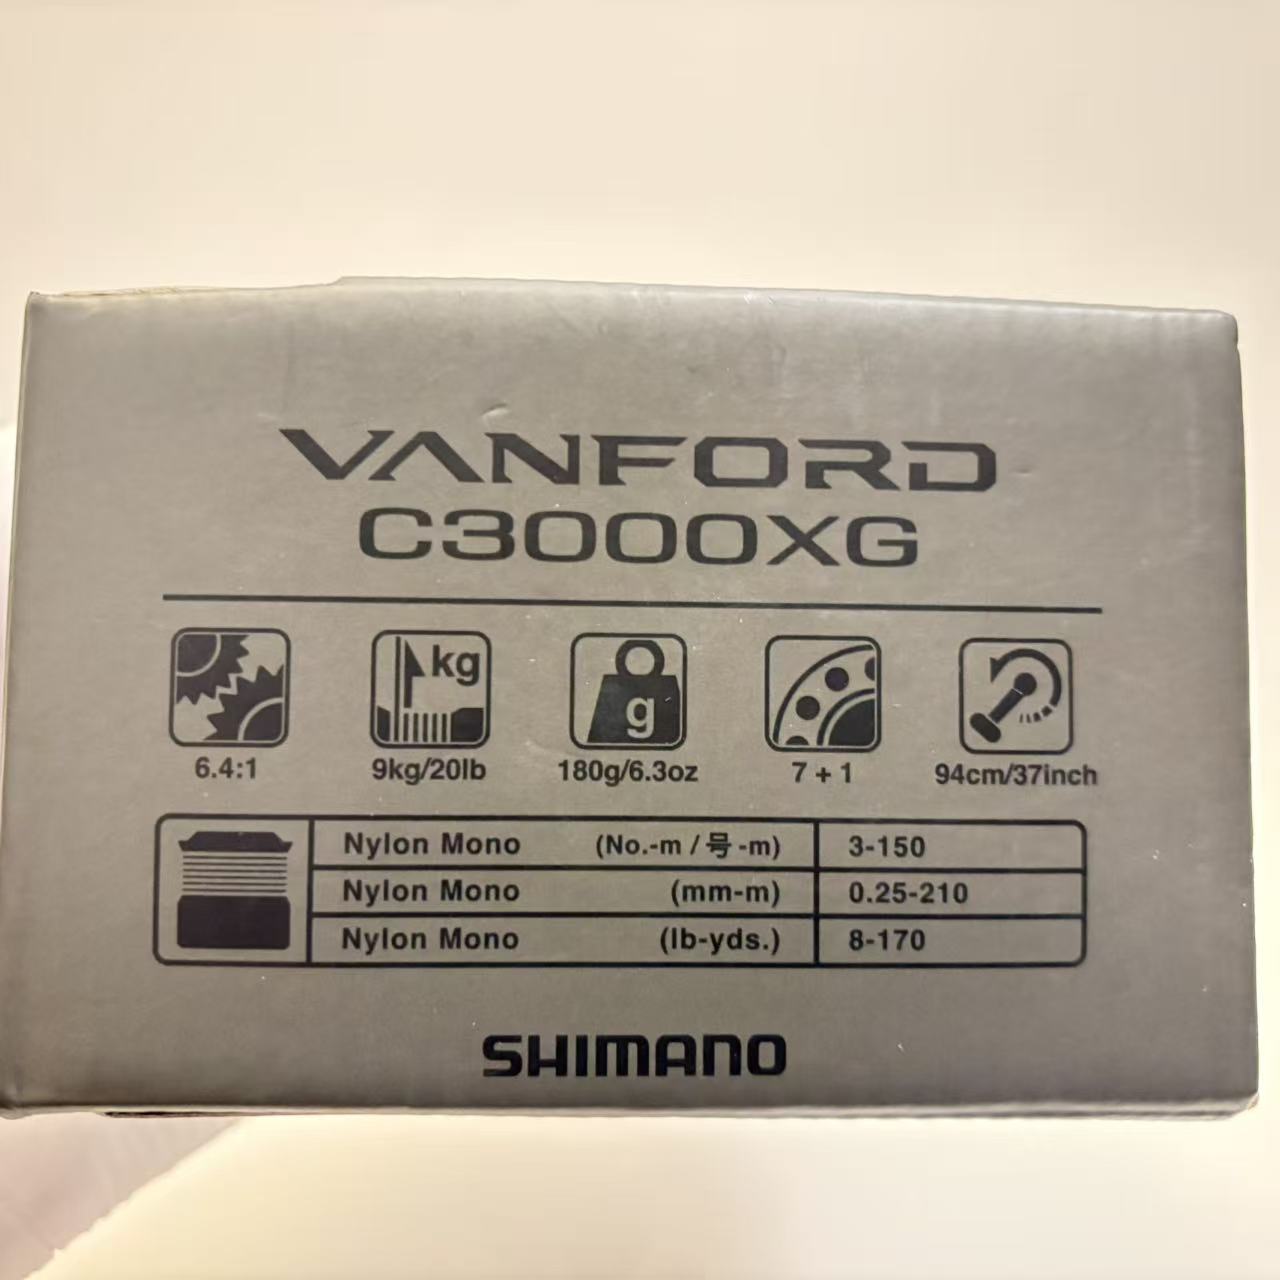 VANFORD
C3000XG
kg
g
6.4:1 9kg/20lb 180g/6.3oz 7 + 1 94cm/37inch
Nylon Mono (No.-m / 号 -m) 3-150
Nylon Mono (mm-m) 0.25-210
Nylon Mono (lb-yds.) 8-170
SHIMANO